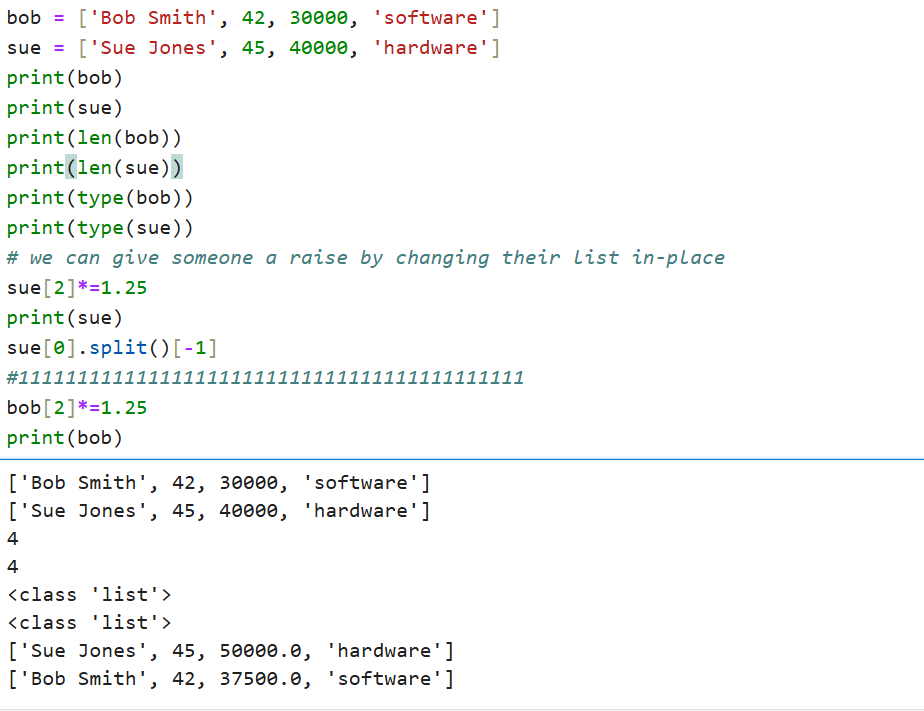 bob = ['Bob Smith', 42, 30000, 'software']
sue = ['Sue Jones', 45, 40000, 'hardware']
print(bob)
print(sue)
print(len(bob))
print(len(sue))
print(type(bob))
print(type(sue))
# we can give someone a raise by changing their list in-place
sue[2]*=1.25
print(sue)
sue[0].split()[-1]
#1111111111111111111111111111111111111111111
bob[2]*=1.25
print(bob)
['Bob Smith', 42, 30000, 'software']
['Sue Jones', 45, 40000, 'hardware']
4
4
<class 'list'>
<class 'list'>
['Sue Jones', 45, 50000.0, 'hardware']
['Bob Smith', 42, 37500.0, 'software']